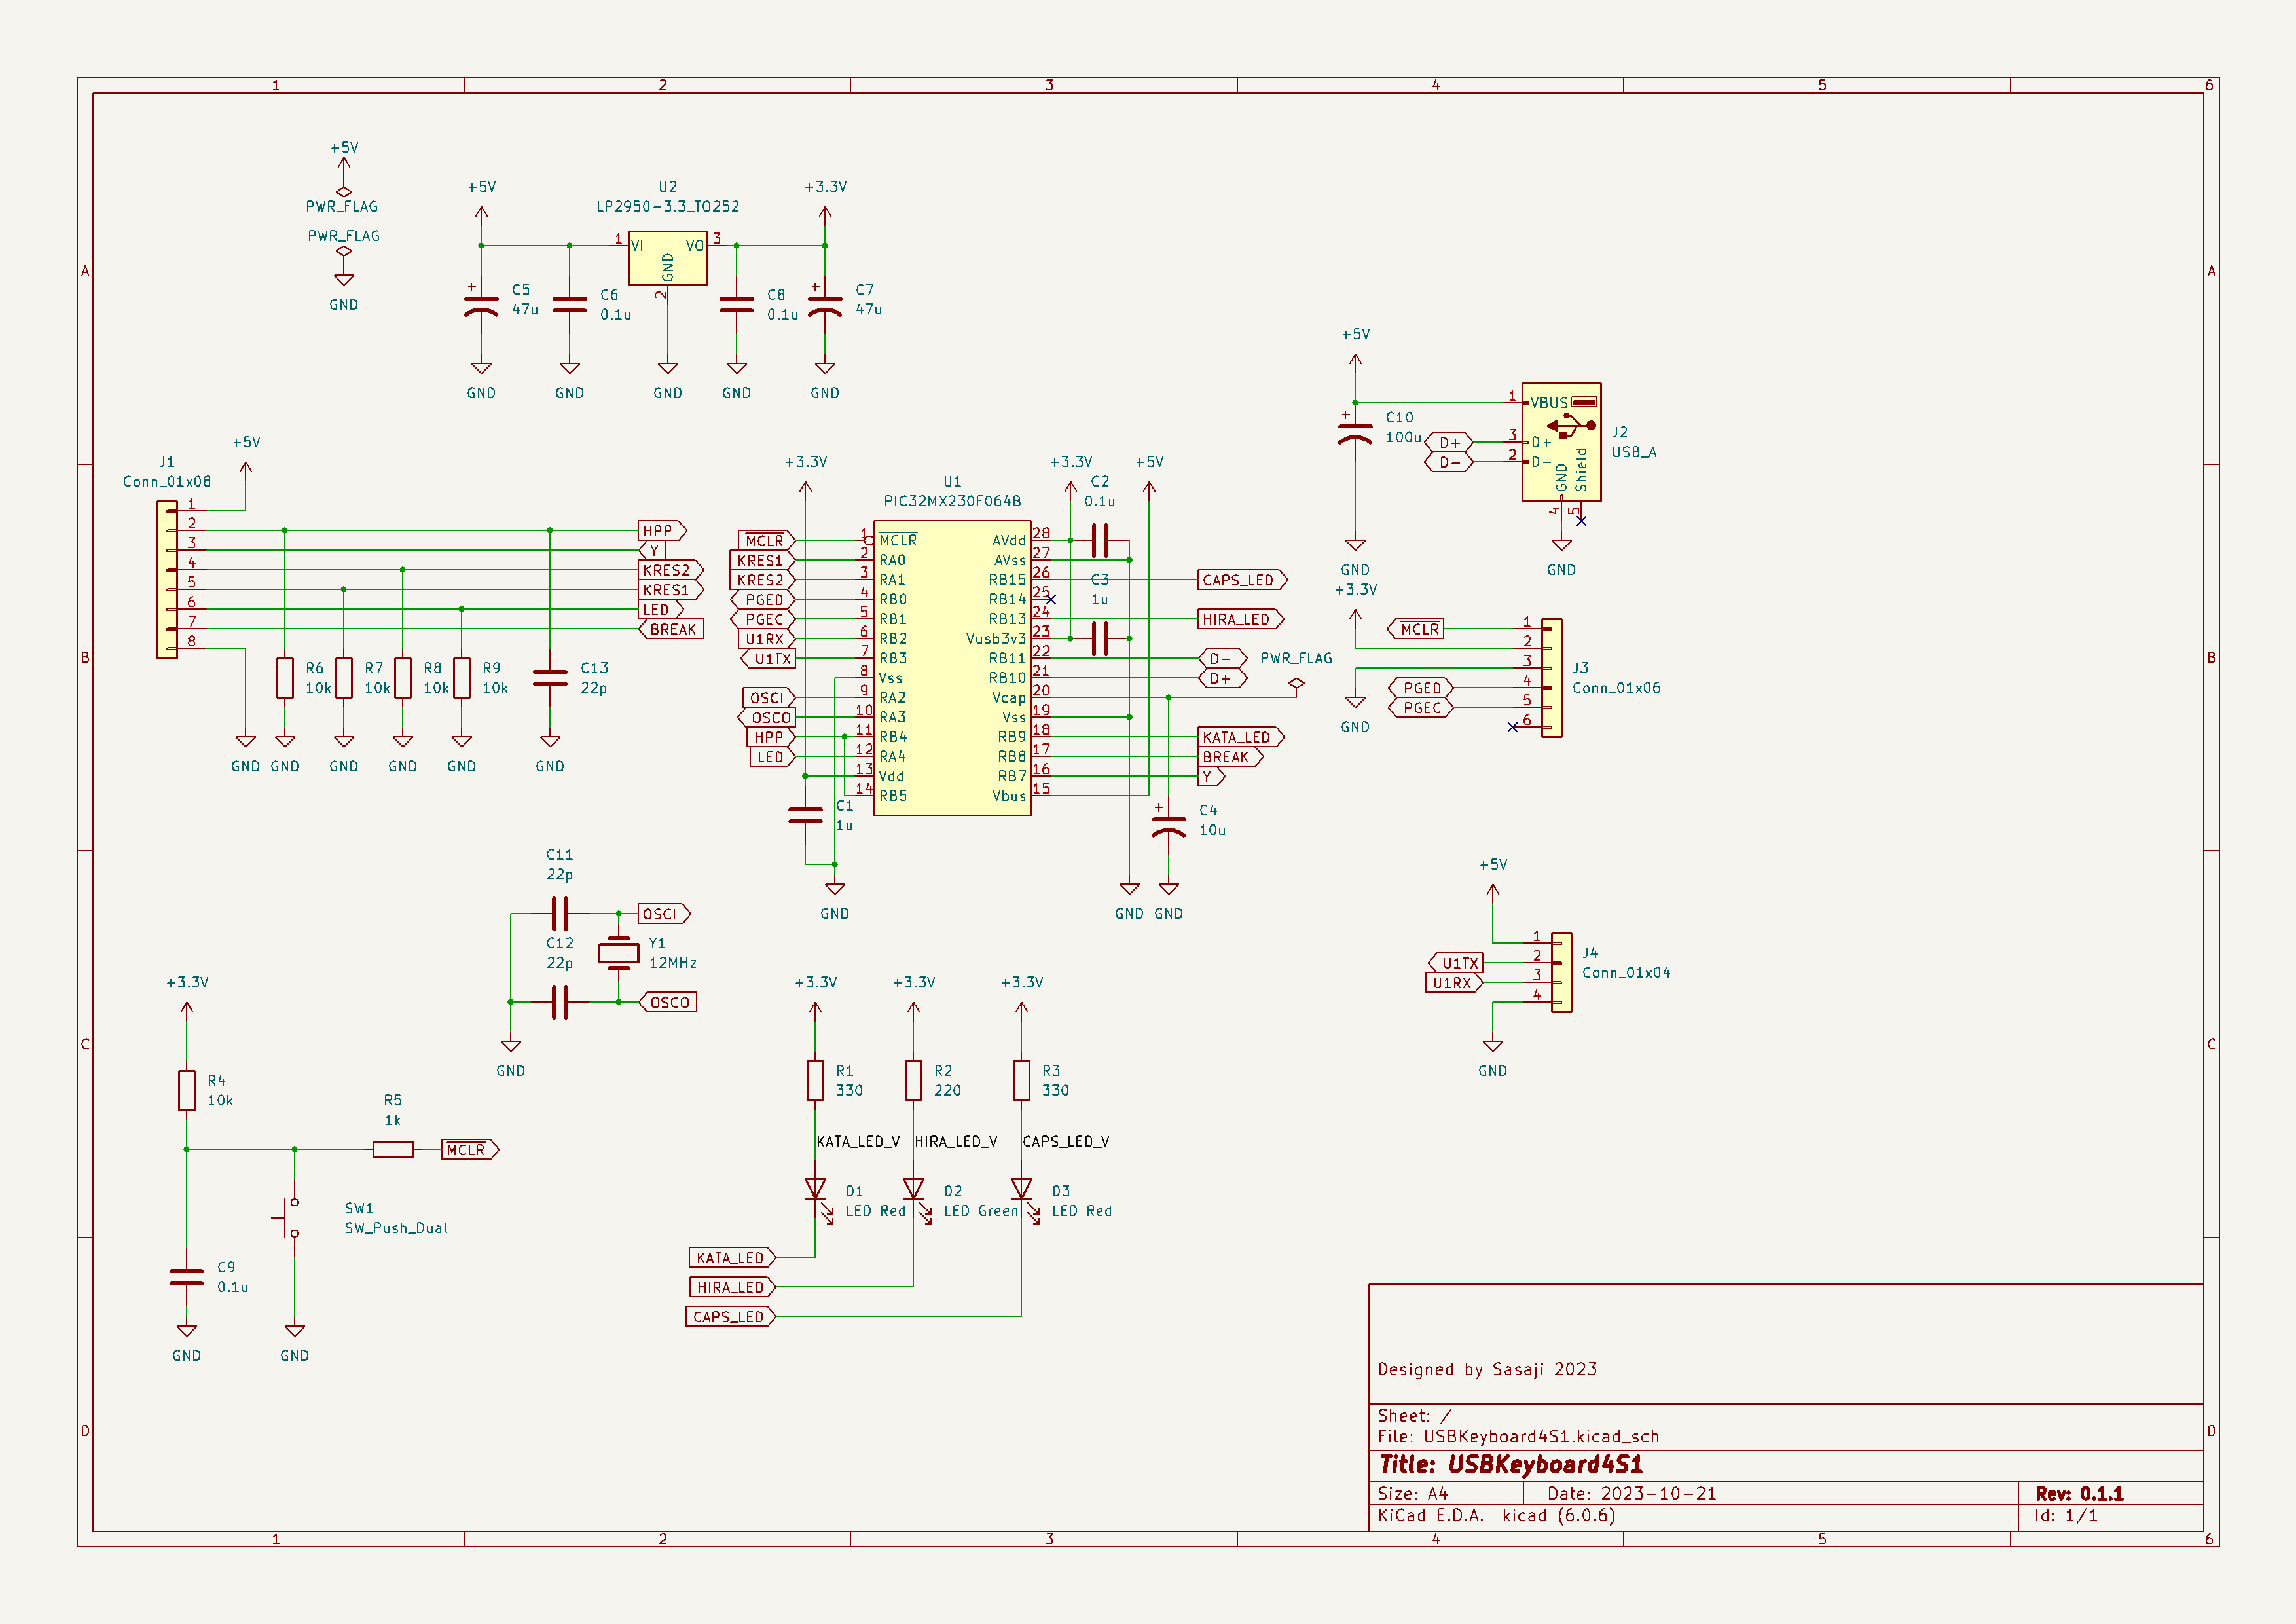 1 2 3 4 5 6
A
B
C
D
A
B
C
D
+5V
PWR_FLAG
PWR_FLAG
GND
+5V
U2
LP2950-3.3_TO252
+3.3V
1 VI VO 3
GND
2
+ C5
47u
C6
0.1u
C8
0.1u
+ C7
47u
GND GND GND GND GND
+5V
J1
Conn_01x08
1
2 HPP
3 Y
4 KRES2
5 KRES1
6 LED
7 BREAK
8
R6
10k
R7
10k
R8
10k
R9
10k
C13
22p
GND GND GND GND GND GND
+3.3V
U1
PIC32MX230F064B
+3.3V
C2
0.1u
+5V
MCLR 1 MCLR
KRES1 2 RA0
KRES2 3 RA1
PGED 4 RB0
PGEC 5 RB1
U1RX 6 RB2
U1TX 7 RB3
8 Vss
OSCI 9 RA2
OSCO 10 RA3
HPP 11 RB4
LED 12 RA4
13 Vdd
14 RB5
AVdd 28
AVss 27
RB15 26 CAPS_LED
RB14 25
RB13 24 HIRA_LED
Vusb3v3 23
RB11 22 D-
RB10 21 D+
Vcap 20
Vss 19
RB9 18 KATA_LED
RB8 17 BREAK
RB7 16 Y
Vbus 15
C3
1u
PWR_FLAG
C1
1u
+ C4
10u
GND GND GND
+5V
+ C10
100u
GND
1 VBUS
D+ 3 D+
D- 2 D-
GND
Shield
4
5
J2
USB_A
GND
+3.3V
MCLR 1
2
3
PGED 4
PGEC 5
6
J3
Conn_01x06
GND
+5V
1
U1TX 2
U1RX 3
4
J4
Conn_01x04
GND
C11
22p
OSCI
C12
22p
Y1
12MHz
OSCO
GND
+3.3V
R4
10k
R5
1k
MCLR
SW1
SW_Push_Dual
C9
0.1u
GND GND
+3.3V +3.3V +3.3V
R1
330
R2
220
R3
330
KATA_LED_V HIRA_LED_V CAPS_LED_V
D1
LED Red
D2
LED Green
D3
LED Red
KATA_LED
HIRA_LED
CAPS_LED
Designed by Sasaji 2023
Sheet: /
File: USBKeyboard4S1.kicad_sch
Title: USBKeyboard4S1
Size: A4 Date: 2023-10-21 Rev: 0.1.1
KiCad E.D.A. kicad (6.0.6) Id: 1/1
1 2 3 4 5 6